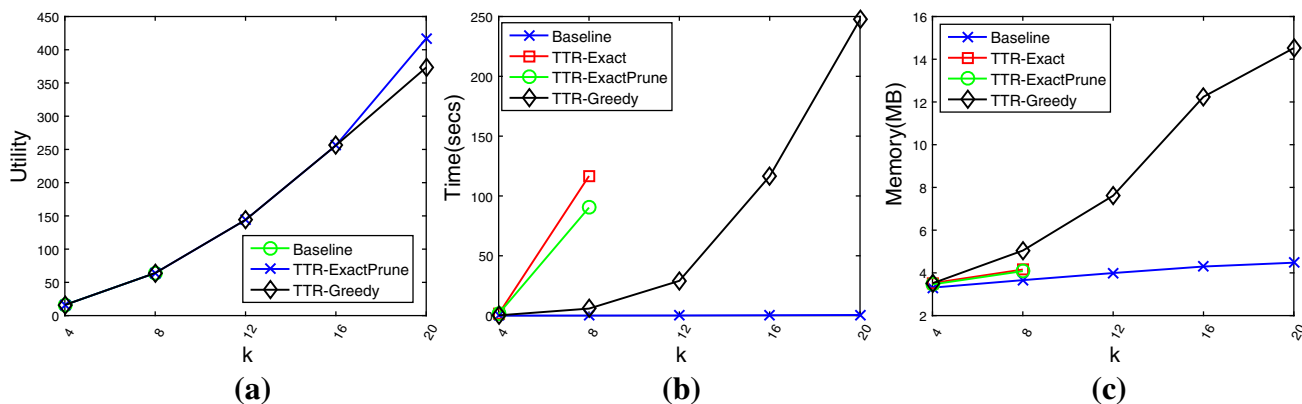 450
400
350
300
250
200
150
100
50
0
Utility
4
8
12
16
20
k
Baseline
TTR-ExactPrune
TTR-Greedy
(a)
250
200
150
100
50
0
Time(secs)
4
8
12
16
20
k
Baseline
TTR-Exact
TTR-ExactPrune
TTR-Greedy
(b)
16
14
12
10
8
6
4
2
Memory(MB)
4
8
12
16
20
k
Baseline
TTR-Exact
TTR-ExactPrune
TTR-Greedy
(c)